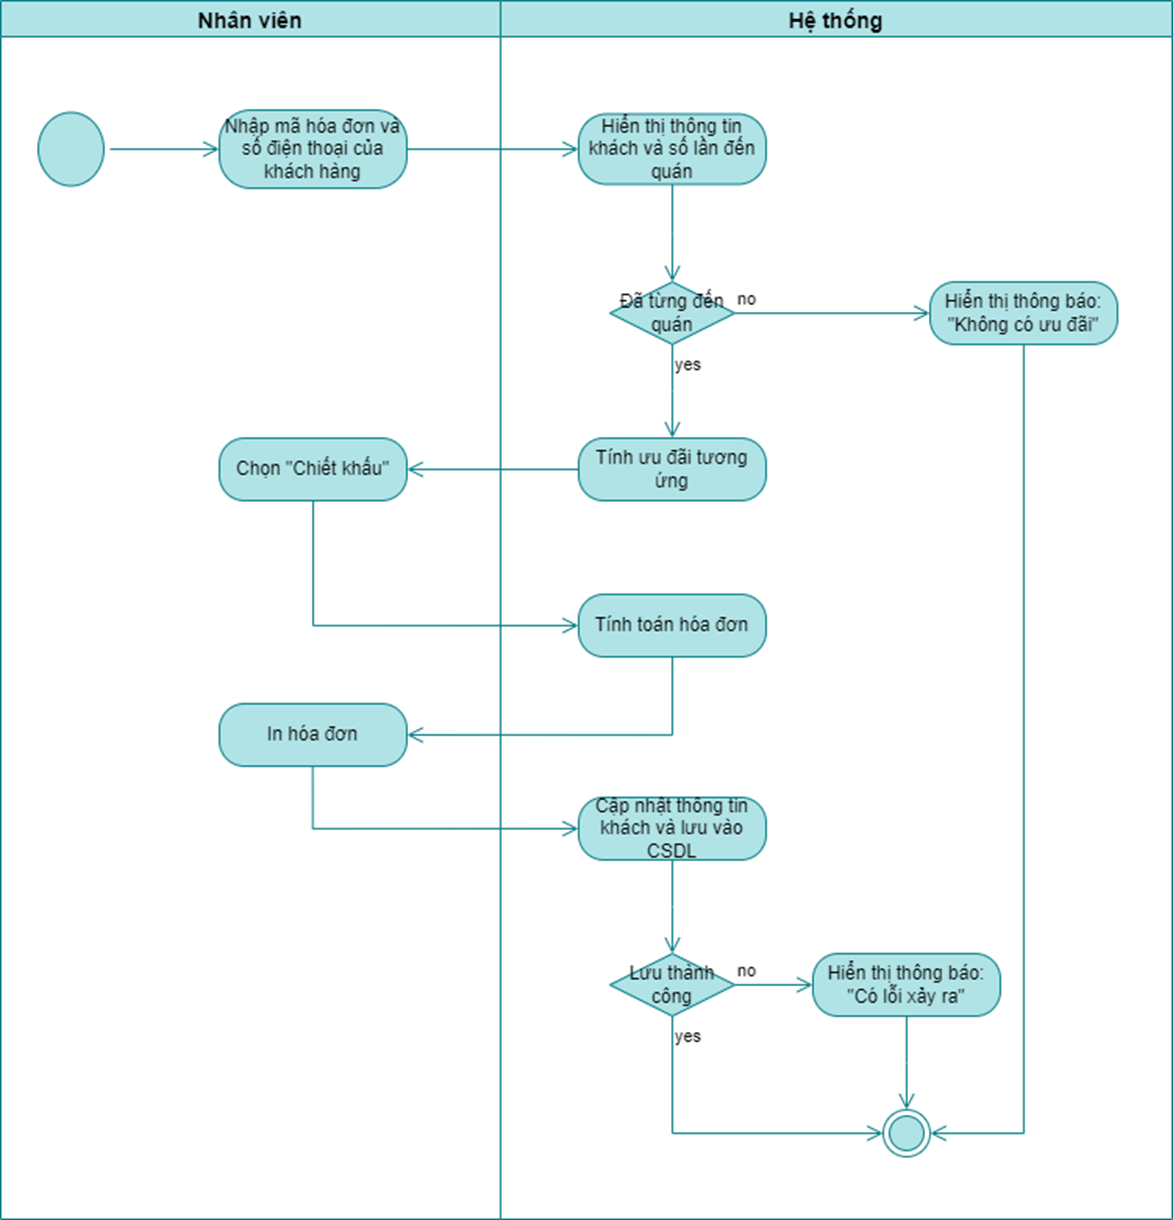 Nhân viên
Hệ thống
Nhập mã hóa đơn và
số điện thoại của
khách hàng
Hiển thị thông tin
khách và số lần đến
quán
Đã từng đến
quán
no
Hiển thị thông báo:
"Không có ưu đãi"
yes
Chọn "Chiết khấu"
Tính ưu đãi tương
ứng
Tính toán hóa đơn
In hóa đơn
Cập nhật thông tin
khách và lưu vào
CSDL
Lưu thành
công
no
Hiển thị thông báo:
"Có lỗi xảy ra"
yes